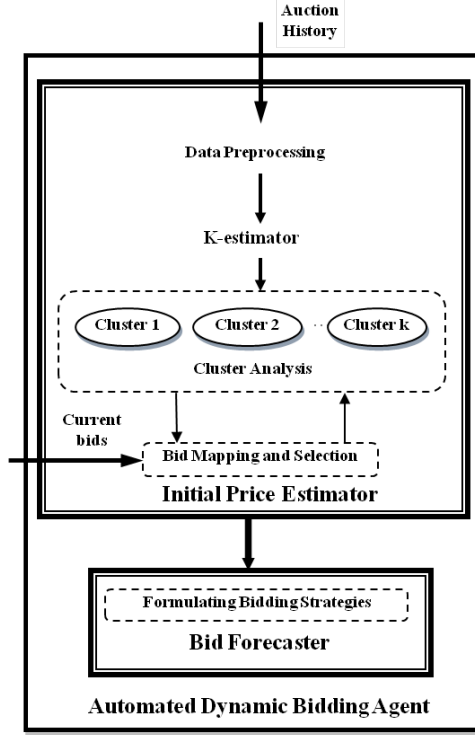 Auction
History
Data Preprocessing
K-estimator
Cluster 1 Cluster 2 .. Cluster k
Cluster Analysis
Current
bids
Bid Mapping and Selection
Initial Price Estimator
Formulating Bidding Strategies
Bid Forecaster
Automated Dynamic Bidding Agent